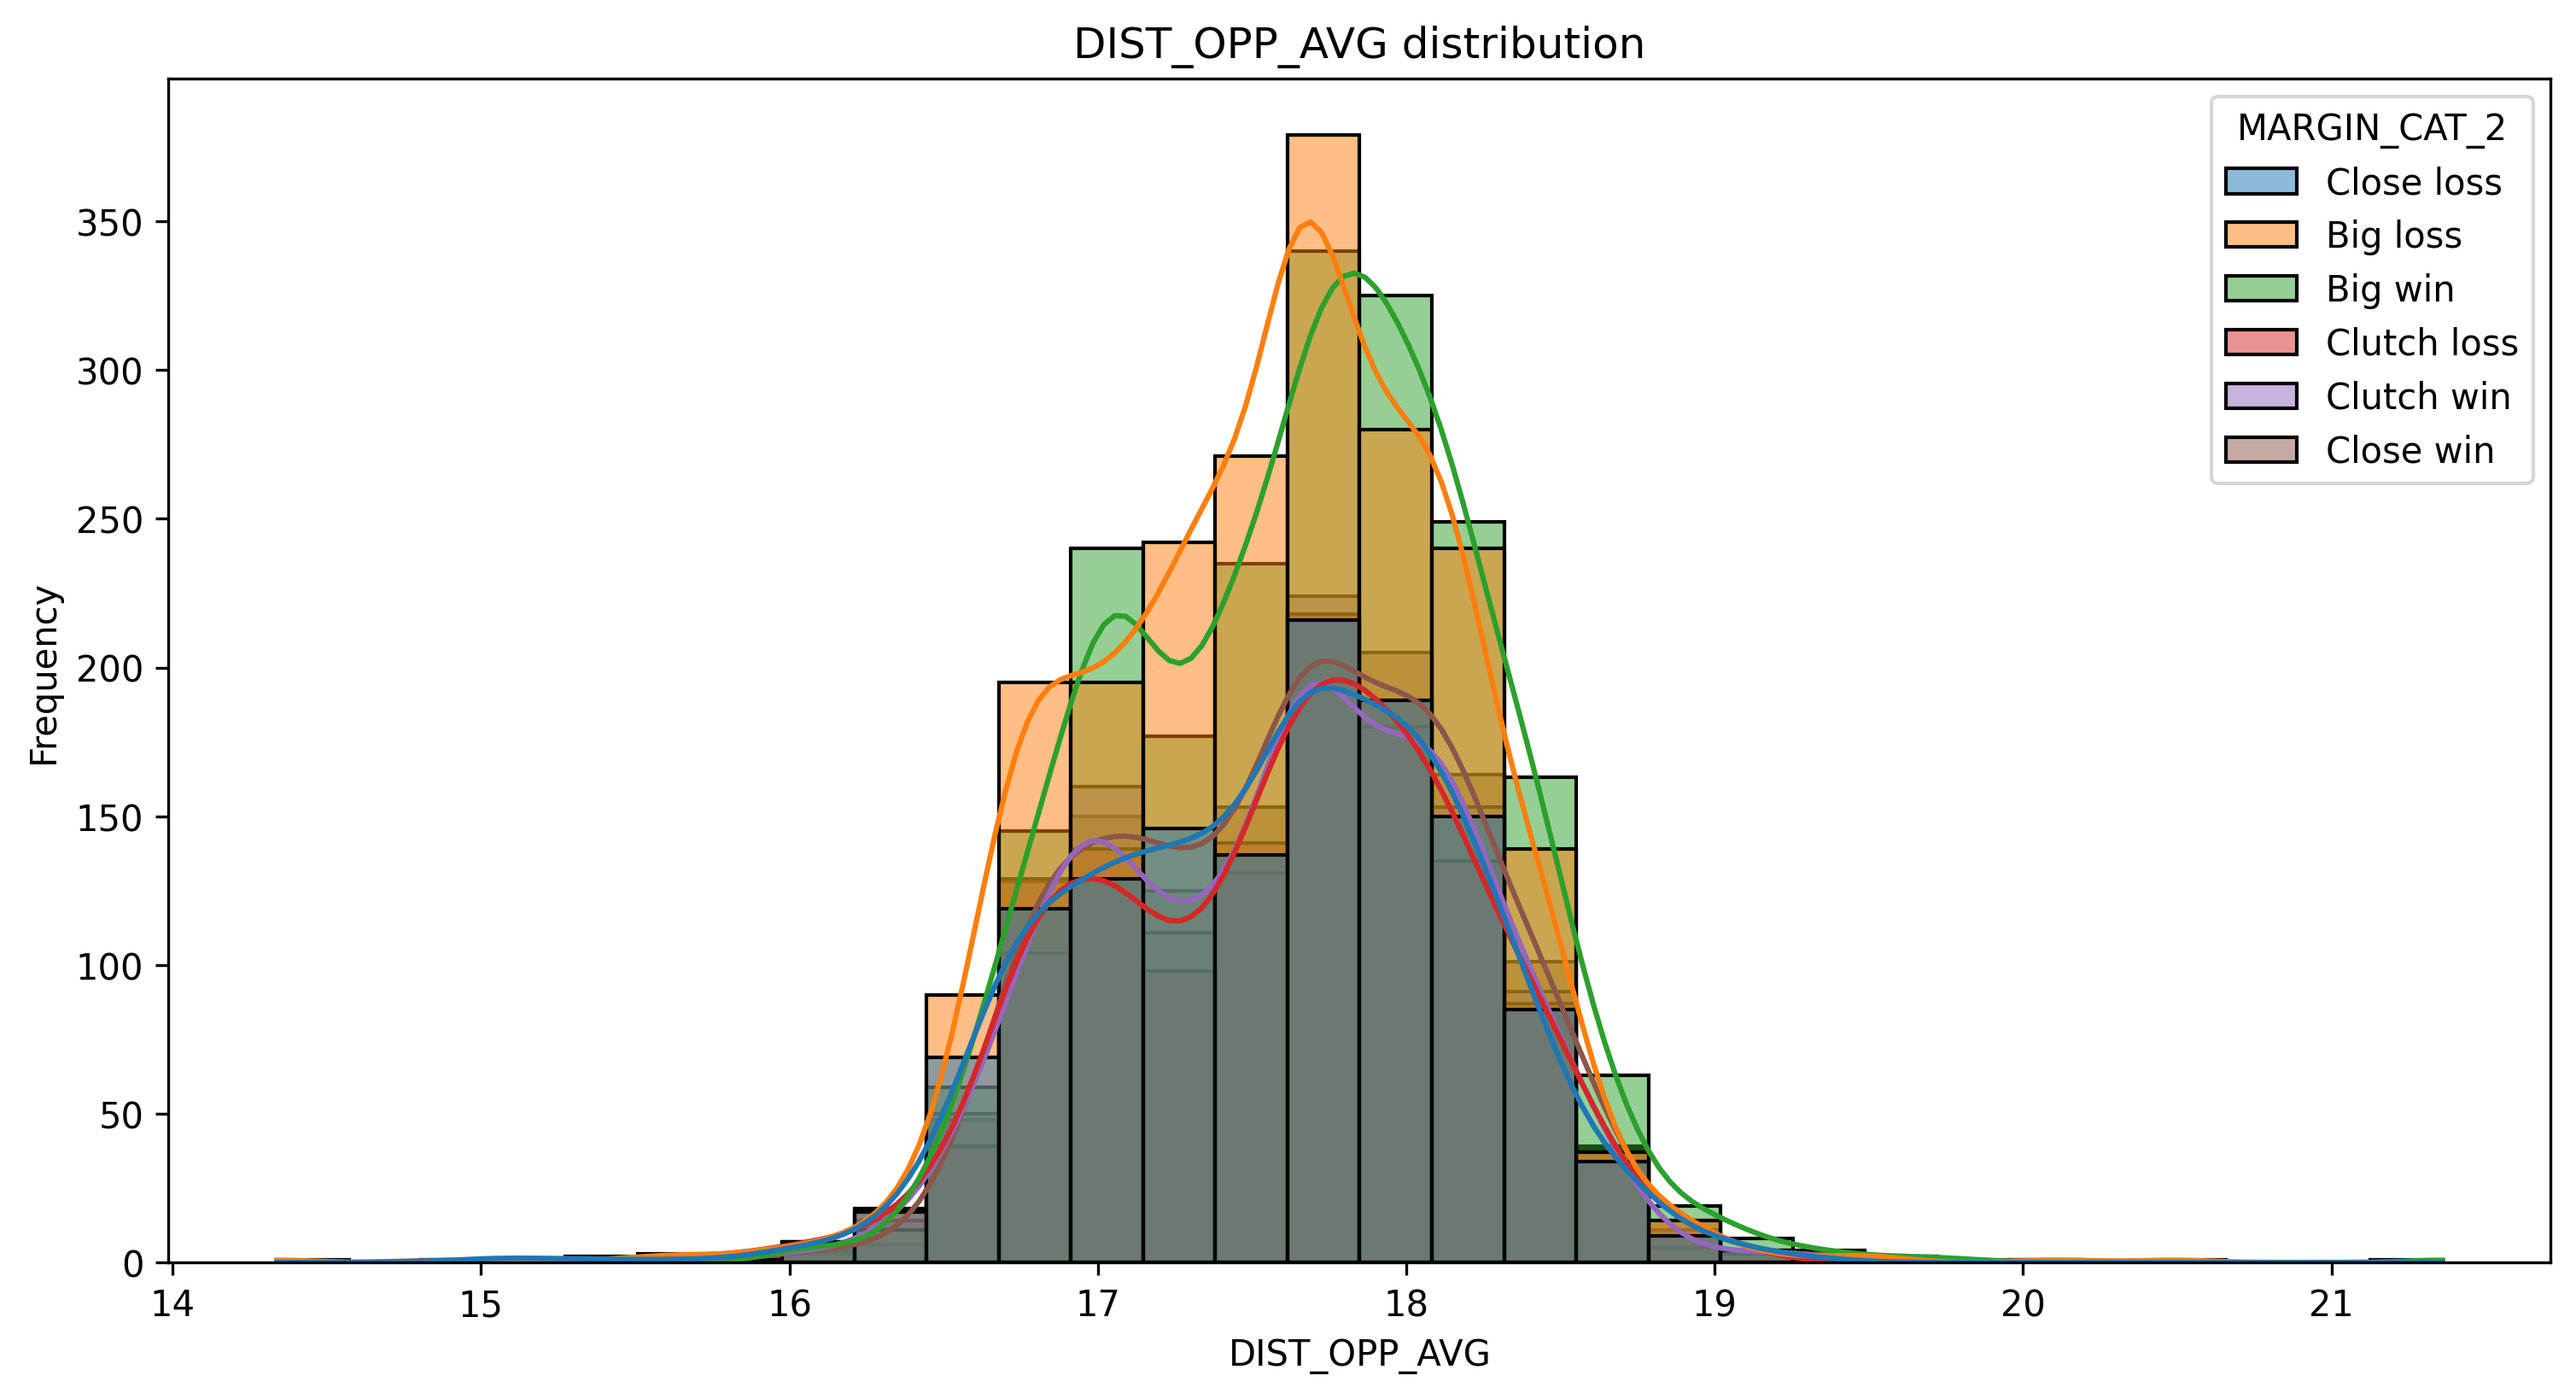 DIST_OPP_AVG distribution
MARGIN_CAT_2
Close loss
Big loss
Big win
Clutch loss
Clutch win
Close win
Frequency
350
300
250
200
150
100
50
0
14 15 16 17 18 19 20 21
DIST_OPP_AVG